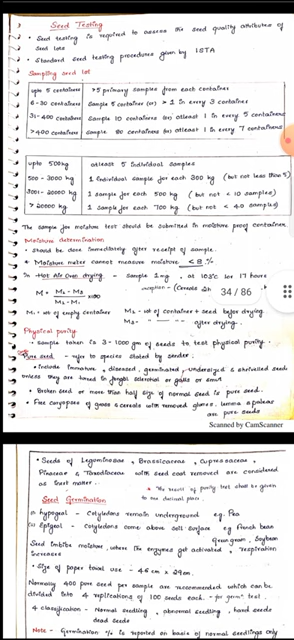 Seed Testing
• Seed testing is required to assess the seed quality attributes of
seed lots
• Standard seed testing procedures given by ISTA
Sampling seed lot
upto 5 containers >5 primary samples from each container
6-30 containers Sample 5 containers (or) > 1 in every 3 containers
31-400 containers Sample 10 containers (or) atleast 1 in every 5 containers
>400 containers Sample 80 containers (or) atleast 1 in every 7 containers
upto 500kg atleast 5 individual samples
500 - 3000 kg 1 individual sample for each 300 kg (but not less than 5)
3001 - 20000 kg 1 sample for each 500 kg (but not < 10 samples)
> 20000 kg 1 sample for each 700 kg (but not < 40 samples)
The sample for moisture test should be submitted in moisture proof container
Moisture determination
• Should be done immediately after receipt of sample.
• Moisture meter cannot measure moisture < 8 %
In Hot Air Oven drying - Sample 1mg, at 103°C for 17 hours
M = M2 - M3 / M2 - M1 x100 (Cereals 2h
34 / 86
M1 = wt of empty container M2 - wt of container + seed before drying
M3 - " after drying.
Physical purity
• sample taken is 3-1000 gm of seeds to test physical purity.
Pure seed - refer to species stated by sender
• include immature, diseased, germinated, undersized & shrivelled seeds
unless they are turned in fungal sclerotial or galls or smut
• Broken seed or more than half size of normal seed is pure seed.
• Free caryopses of grass & cereals with removed glumes, lemma & paleas
are pure seeds
Scanned by CamScanner
• Seeds of Leguminosae, Brassicaceae, Cupressaceae,
Pinaceae & Taxodiaceae with seed coat removed are considered
as inert matter.
* The result of purity test shall be given
to one decimal place.
Seed Germination
hypogeal - Cotyledons remain underground e.g. Pea
Epigeal - Cotyledons come above soil surface e.g French bean
Green gram, Soybean
Seed imbibe moisture, where the enzymes get activated, respiration
increases
• Size of paper towel use - 46 cm x 29cm.
Normally 400 pure seed per sample are recommended which can be
divided into 4 replications of 100 seeds each. - for germn test.
4 classification - Normal seedling, abnormal seedling, hard seeds
dead seeds
Note - Germination % is reported on basis of normal seedlings only